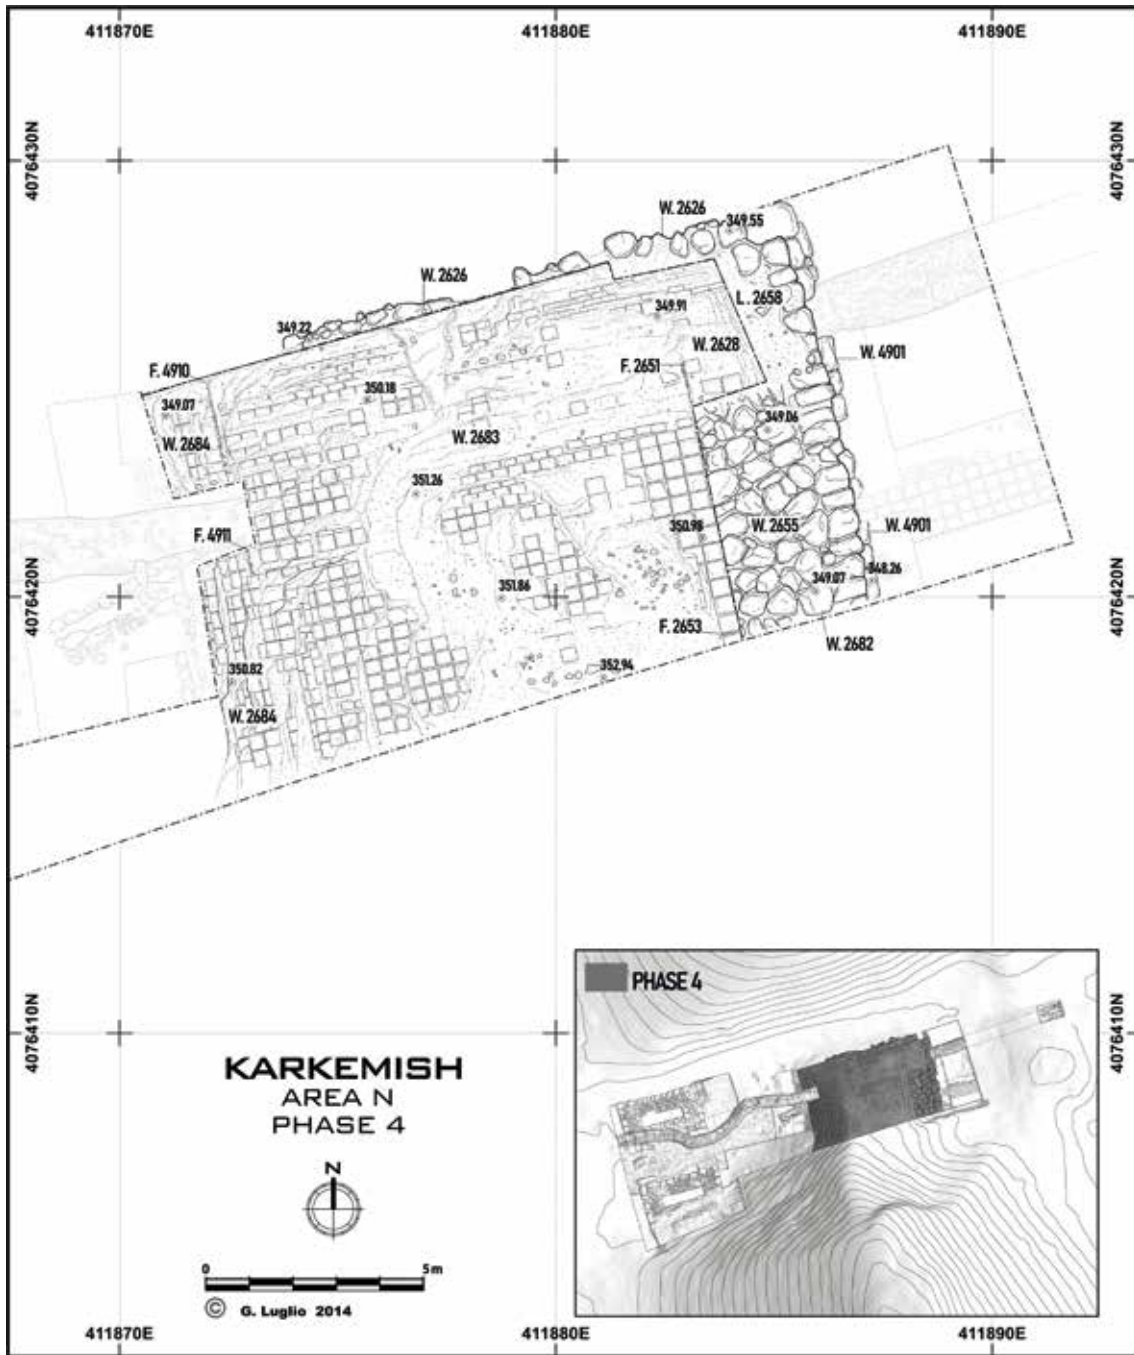 411870E 411880E 411890E
4076430N 4076430N
W. 2626
349.55
W. 2626
L. 2658
349.91
349.22
W. 2628
W. 4901
F. 2651
F. 4910
350.18
349.07
349.06
W. 2683
W. 2684
351.26
350.98
W. 2655
W. 4901
F. 4911
349.07
348.26
351.86
4076420N 4076420N
F. 2653
W. 2682
350.82
352.94
W. 2684
PHASE 4
4076410N 4076410N
KARKEMISH
AREA N
PHASE 4
N
0 5 m
© G. Luglio 2014
411870E 411880E 411890E